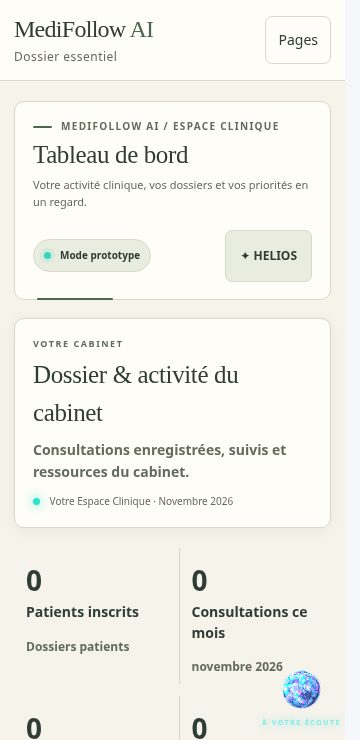 MediFollow AI
Dossier essentiel
Pages
MEDIFOLLOW AI / ESPACE CLINIQUE
Tableau de bord
Votre activité clinique, vos dossiers et vos priorités en
un regard.
Mode prototype
✦ HELIOS
VOTRE CABINET
Dossier & activité du
cabinet
Consultations enregistrées, suivis et
ressources du cabinet.
Votre Espace Clinique · Novembre 2026
0
Patients inscrits
Dossiers patients
0
Consultations ce
mois
novembre 2026
À VOTRE ÉCOUTE
0
0